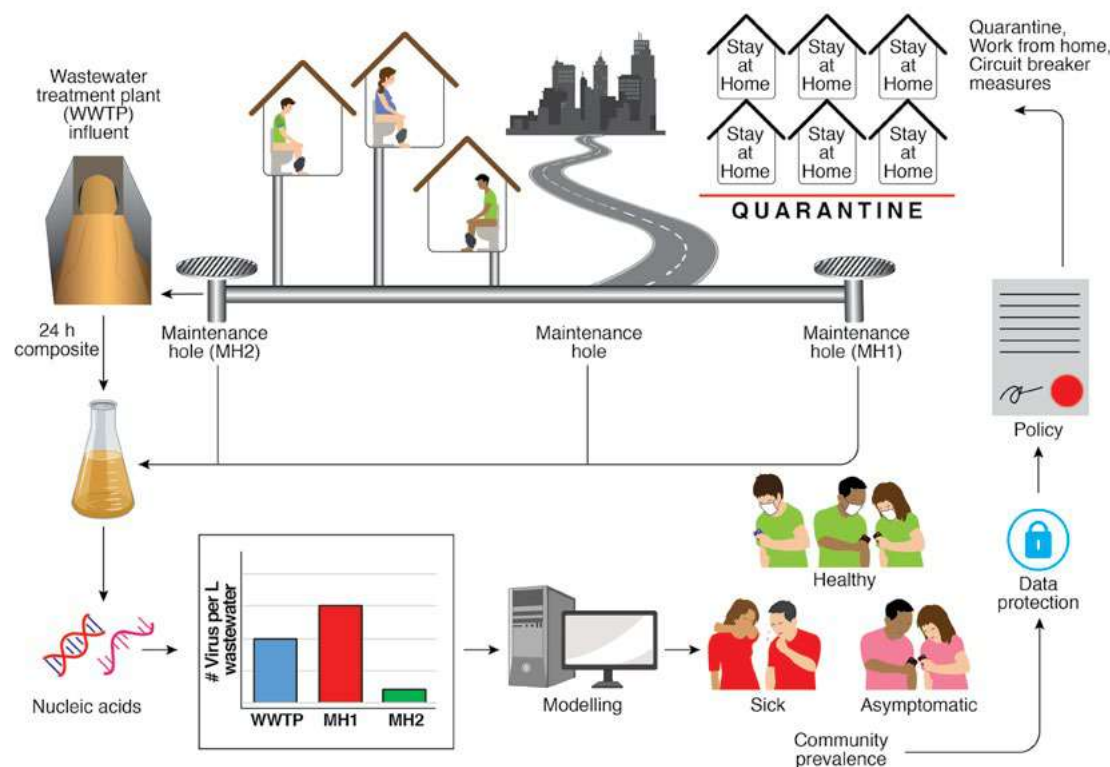 Wastewater
treatment plant
(WWTP)
influent
Stay
at
Home
Stay
at
Home
Stay
at
Home
Stay
at
Home
Stay
at
Home
Stay
at
Home
QUARANTINE
Quarantine,
Work from home,
Circuit breaker
measures
24 h
composite
Maintenance
hole (MH2)
Maintenance
hole
Maintenance
hole (MH1)
Policy
Healthy
Data
protection
# Virus per L
wastewater
WWTP
MH1
MH2
Nucleic acids
Modelling
Sick
Asymptomatic
Community
prevalence